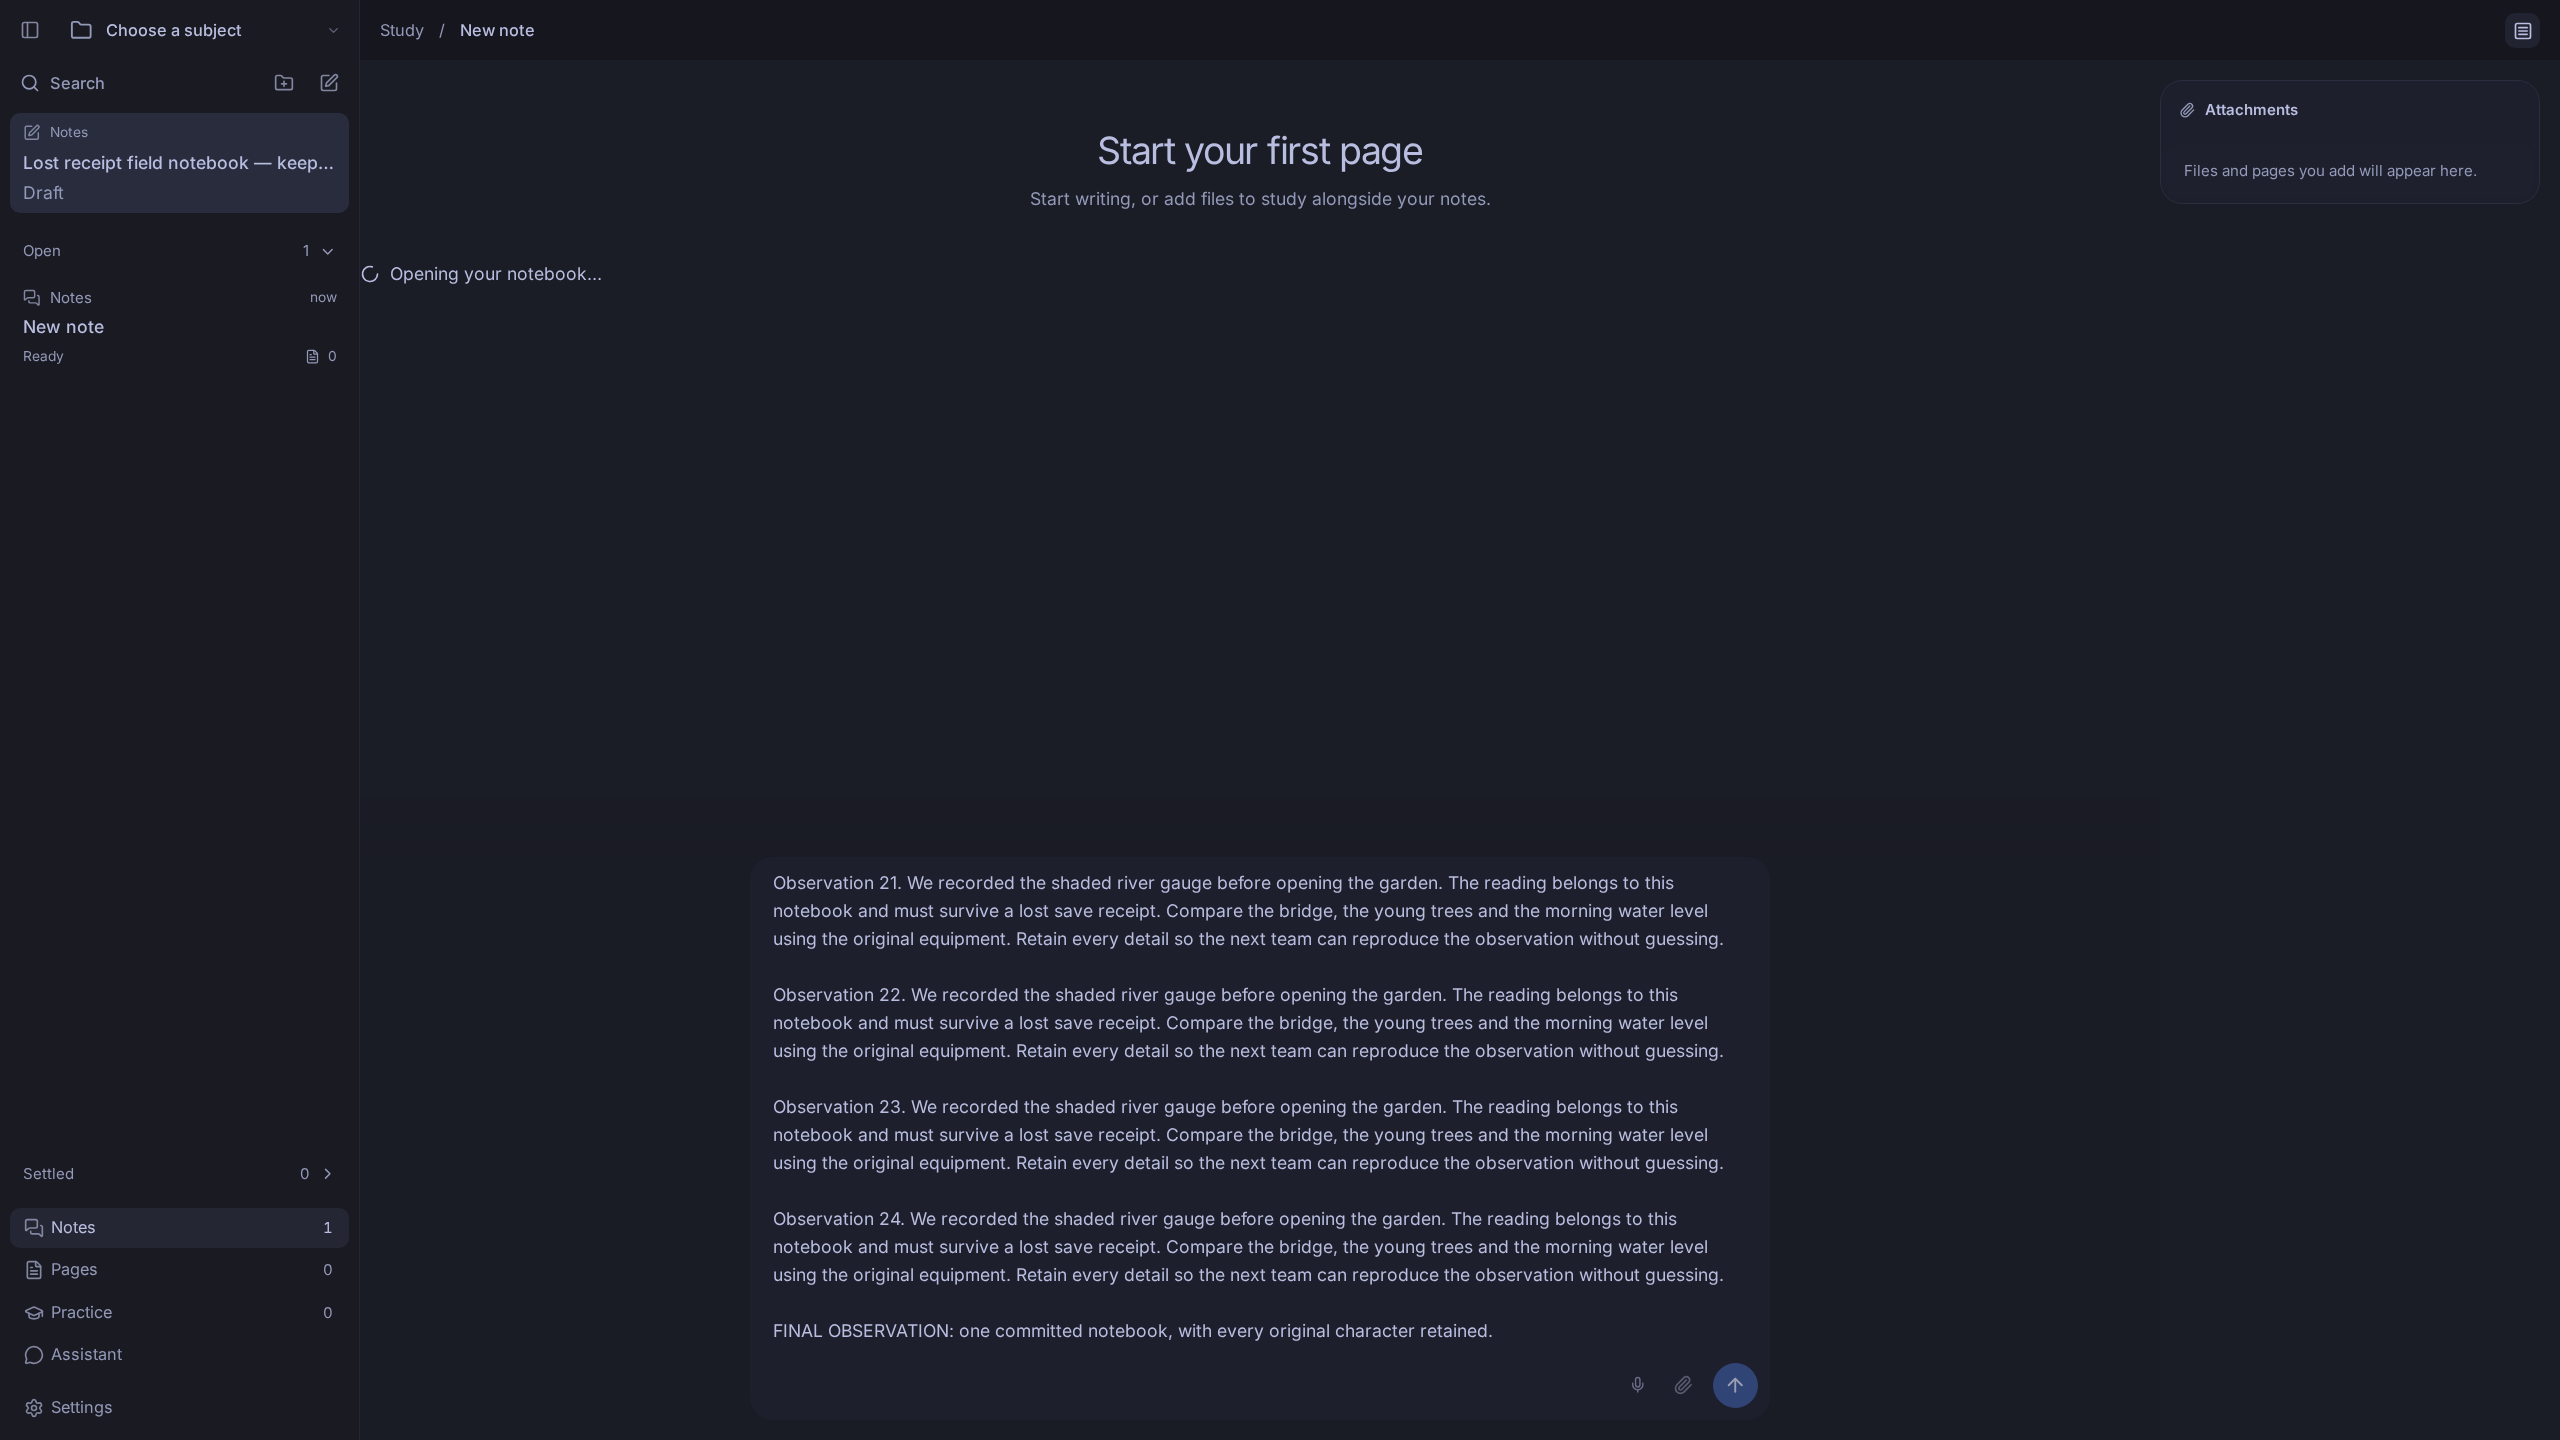 Choose a subject
Search
Notes
Lost receipt field notebook — keep...
Draft
Open 1
Notes now
New note
Ready 0
Settled 0
Notes 1
Pages 0
Practice 0
Assistant
Settings
Study / New note
Start your first page
Start writing, or add files to study alongside your notes.
Opening your notebook...
Attachments
Files and pages you add will appear here.
Observation 21. We recorded the shaded river gauge before opening the garden. The reading belongs to this
notebook and must survive a lost save receipt. Compare the bridge, the young trees and the morning water level
using the original equipment. Retain every detail so the next team can reproduce the observation without guessing.
Observation 22. We recorded the shaded river gauge before opening the garden. The reading belongs to this
notebook and must survive a lost save receipt. Compare the bridge, the young trees and the morning water level
using the original equipment. Retain every detail so the next team can reproduce the observation without guessing.
Observation 23. We recorded the shaded river gauge before opening the garden. The reading belongs to this
notebook and must survive a lost save receipt. Compare the bridge, the young trees and the morning water level
using the original equipment. Retain every detail so the next team can reproduce the observation without guessing.
Observation 24. We recorded the shaded river gauge before opening the garden. The reading belongs to this
notebook and must survive a lost save receipt. Compare the bridge, the young trees and the morning water level
using the original equipment. Retain every detail so the next team can reproduce the observation without guessing.
FINAL OBSERVATION: one committed notebook, with every original character retained.